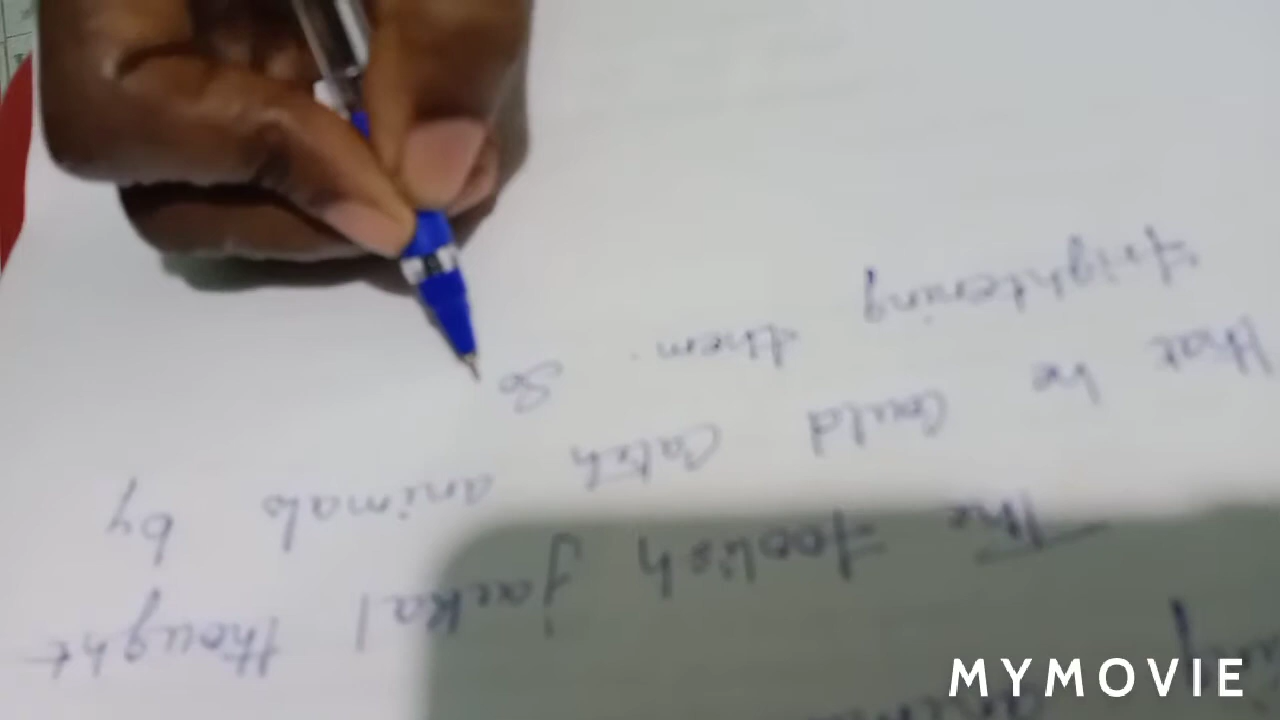 The foolish jackal thought
that he could catch animals by
frightening them. So
MYMOVIE